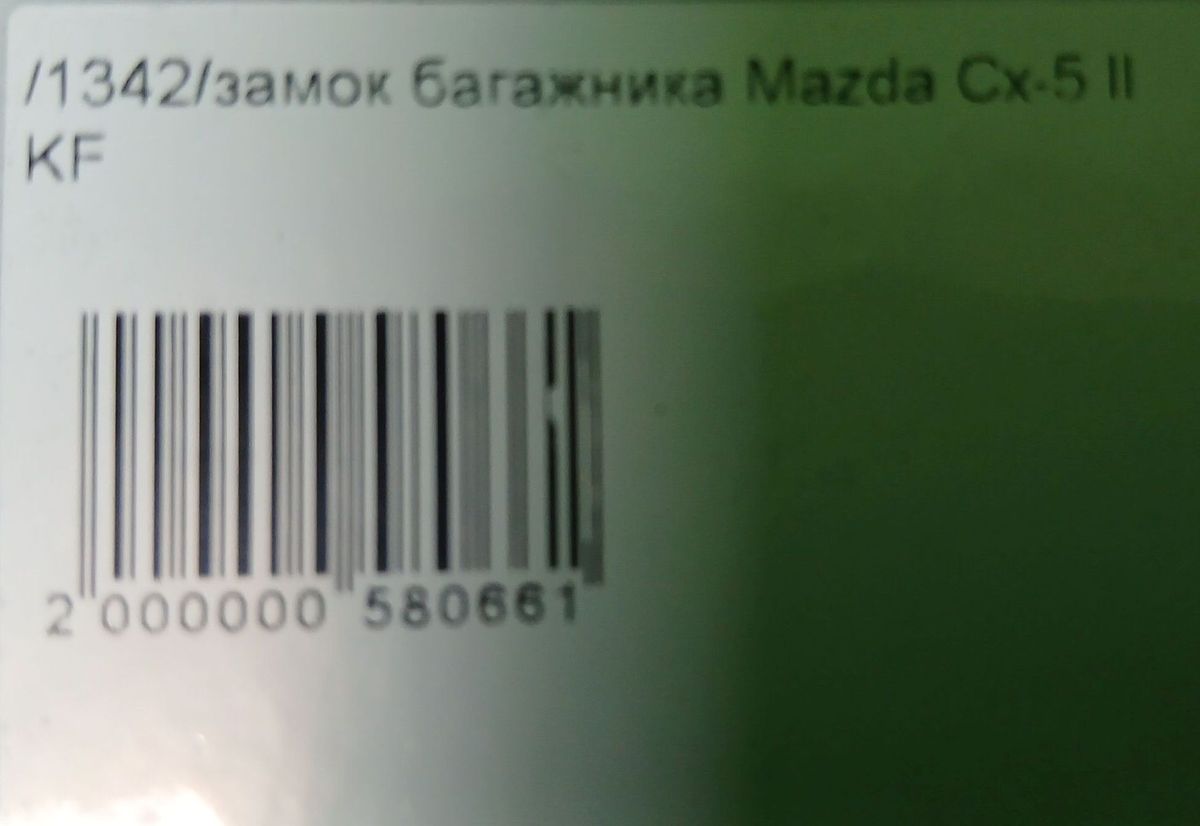 /1342/замок багажника Mazda Cx-5 II
KF
2 000000 580661